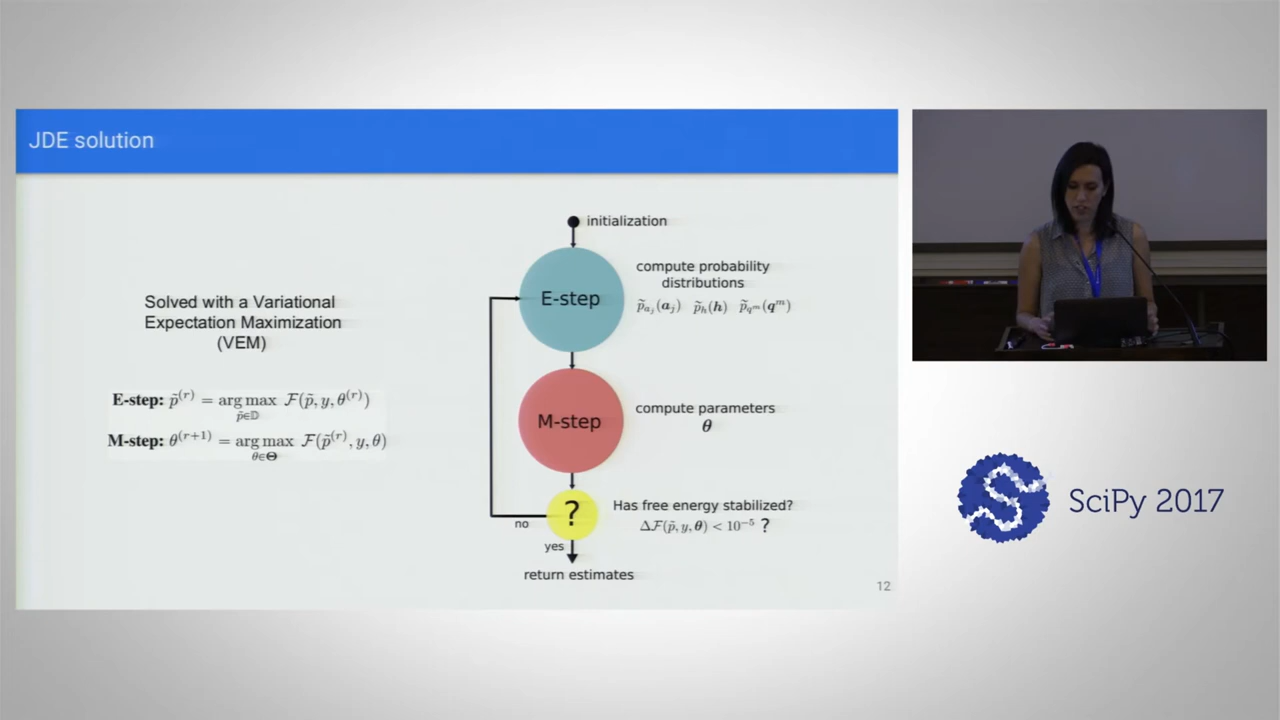 JDE solution
Solved with a Variational
Expectation Maximization
(VEM)
E-step: p̃^(r) = arg max F(p̃, y, θ^(r))
p̃∈𝔻
M-step: θ^(r+1) = arg max F(p̃^(r), y, θ)
θ∈Θ
initialization
E-step
compute probability
distributions
p̃_{a_j}(a_j) p̃_h(h) p̃_{q^m}(q^m)
M-step
compute parameters
θ
?
Has free energy stabilized?
ΔF(p̃, y, θ) < 10^−5 ?
no
yes
return estimates
12
SciPy 2017